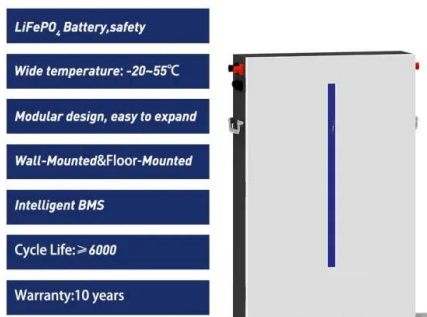 LiFePO₄ Battery,safety
Wide temperature: -20~55℃
Modular design, easy to expand
Wall-Mounted&Floor-Mounted
Intelligent BMS
Cycle Life:≥6000
Warranty:10 years